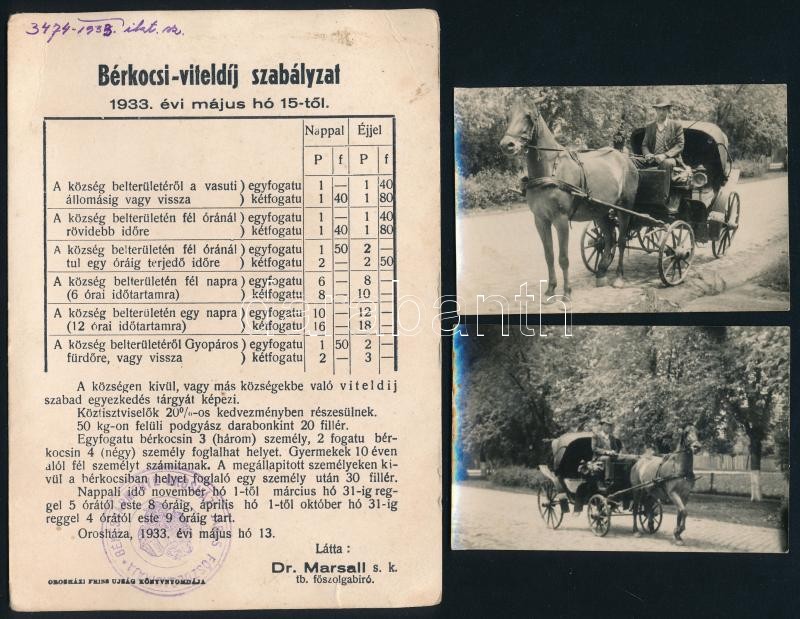 3474-1933. ikt. sz.
Bérkocsi-viteldíj szabályzat
1933. évi május hó 15-től.
Nappal | Éjjel
P | f | P | f
A község belterületéről a vasuti ) egyfogatu 1 — 1 40
állomásig vagy vissza ) kétfogatu 1 40 1 80
A község belterületén fél óránál ) egyfogatu 1 — 1 40
rövidebb időre ) kétfogatu 1 40 1 80
A község belterületén fél óránál ) egyfogatu 1 50 2 —
tul egy óráig terjedő időre ) kétfogatu 2 — 2 50
A község belterületén fél napra ) egyfogatu 6 — 8 —
(6 órai időtartamra) ) kétfogatu 8 — 10 —
A község belterületén egy napra ) egyfogatu 10 — 12 —
(12 órai időtartamra) ) kétfogatu 16 — 18 —
A község belterületéről Gyopáros ) egyfogatu 1 50 2 —
fürdőre, vagy vissza ) kétfogatu 2 — 3 —
A községen kivül, vagy más községekbe való viteldij
szabad egyezkedés tárgyát képezi.
Köztisztviselők 20%-os kedvezményben részesülnek.
50 kg-on felüli podgyász darabonkint 20 fillér.
Egyfogatu bérkocsin 3 (három) személy, 2 fogatu bér-
kocsin 4 (négy) személy foglalhat helyet. Gyermekek 10 éven
alól fél személyt számitanak. A megállapitott személyeken ki-
vül a bérkocsiban helyet foglaló egy személy után 30 fillér.
Nappali idő november hó 1-től március hó 31-ig reg-
gel 5 órától este 8 óráig, április hó 1-től október hó 31-ig
reggel 4 órától este 9 óráig tart.
Orosháza, 1933. évi május hó 13.
Látta :
Dr. Marsall s. k.
tb. főszolgabiró.
OROSHÁZI FRISS UJSÁG KÖNYVNYOMDÁJA
darabanth